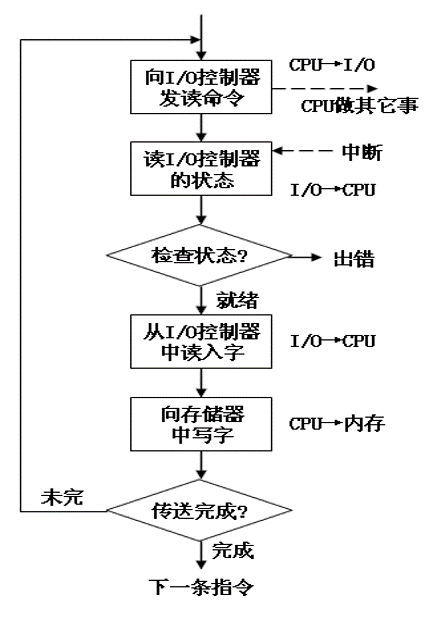 CPU→I/O
向I/O控制器
发读命令
CPU做其它事
读I/O控制器
的状态
中断
I/O→CPU
检查状态?
出错
就绪
从I/O控制器
中读入字
I/O→CPU
向存储器
中写字
CPU→内存
未完
传送完成?
完成
下一条指令